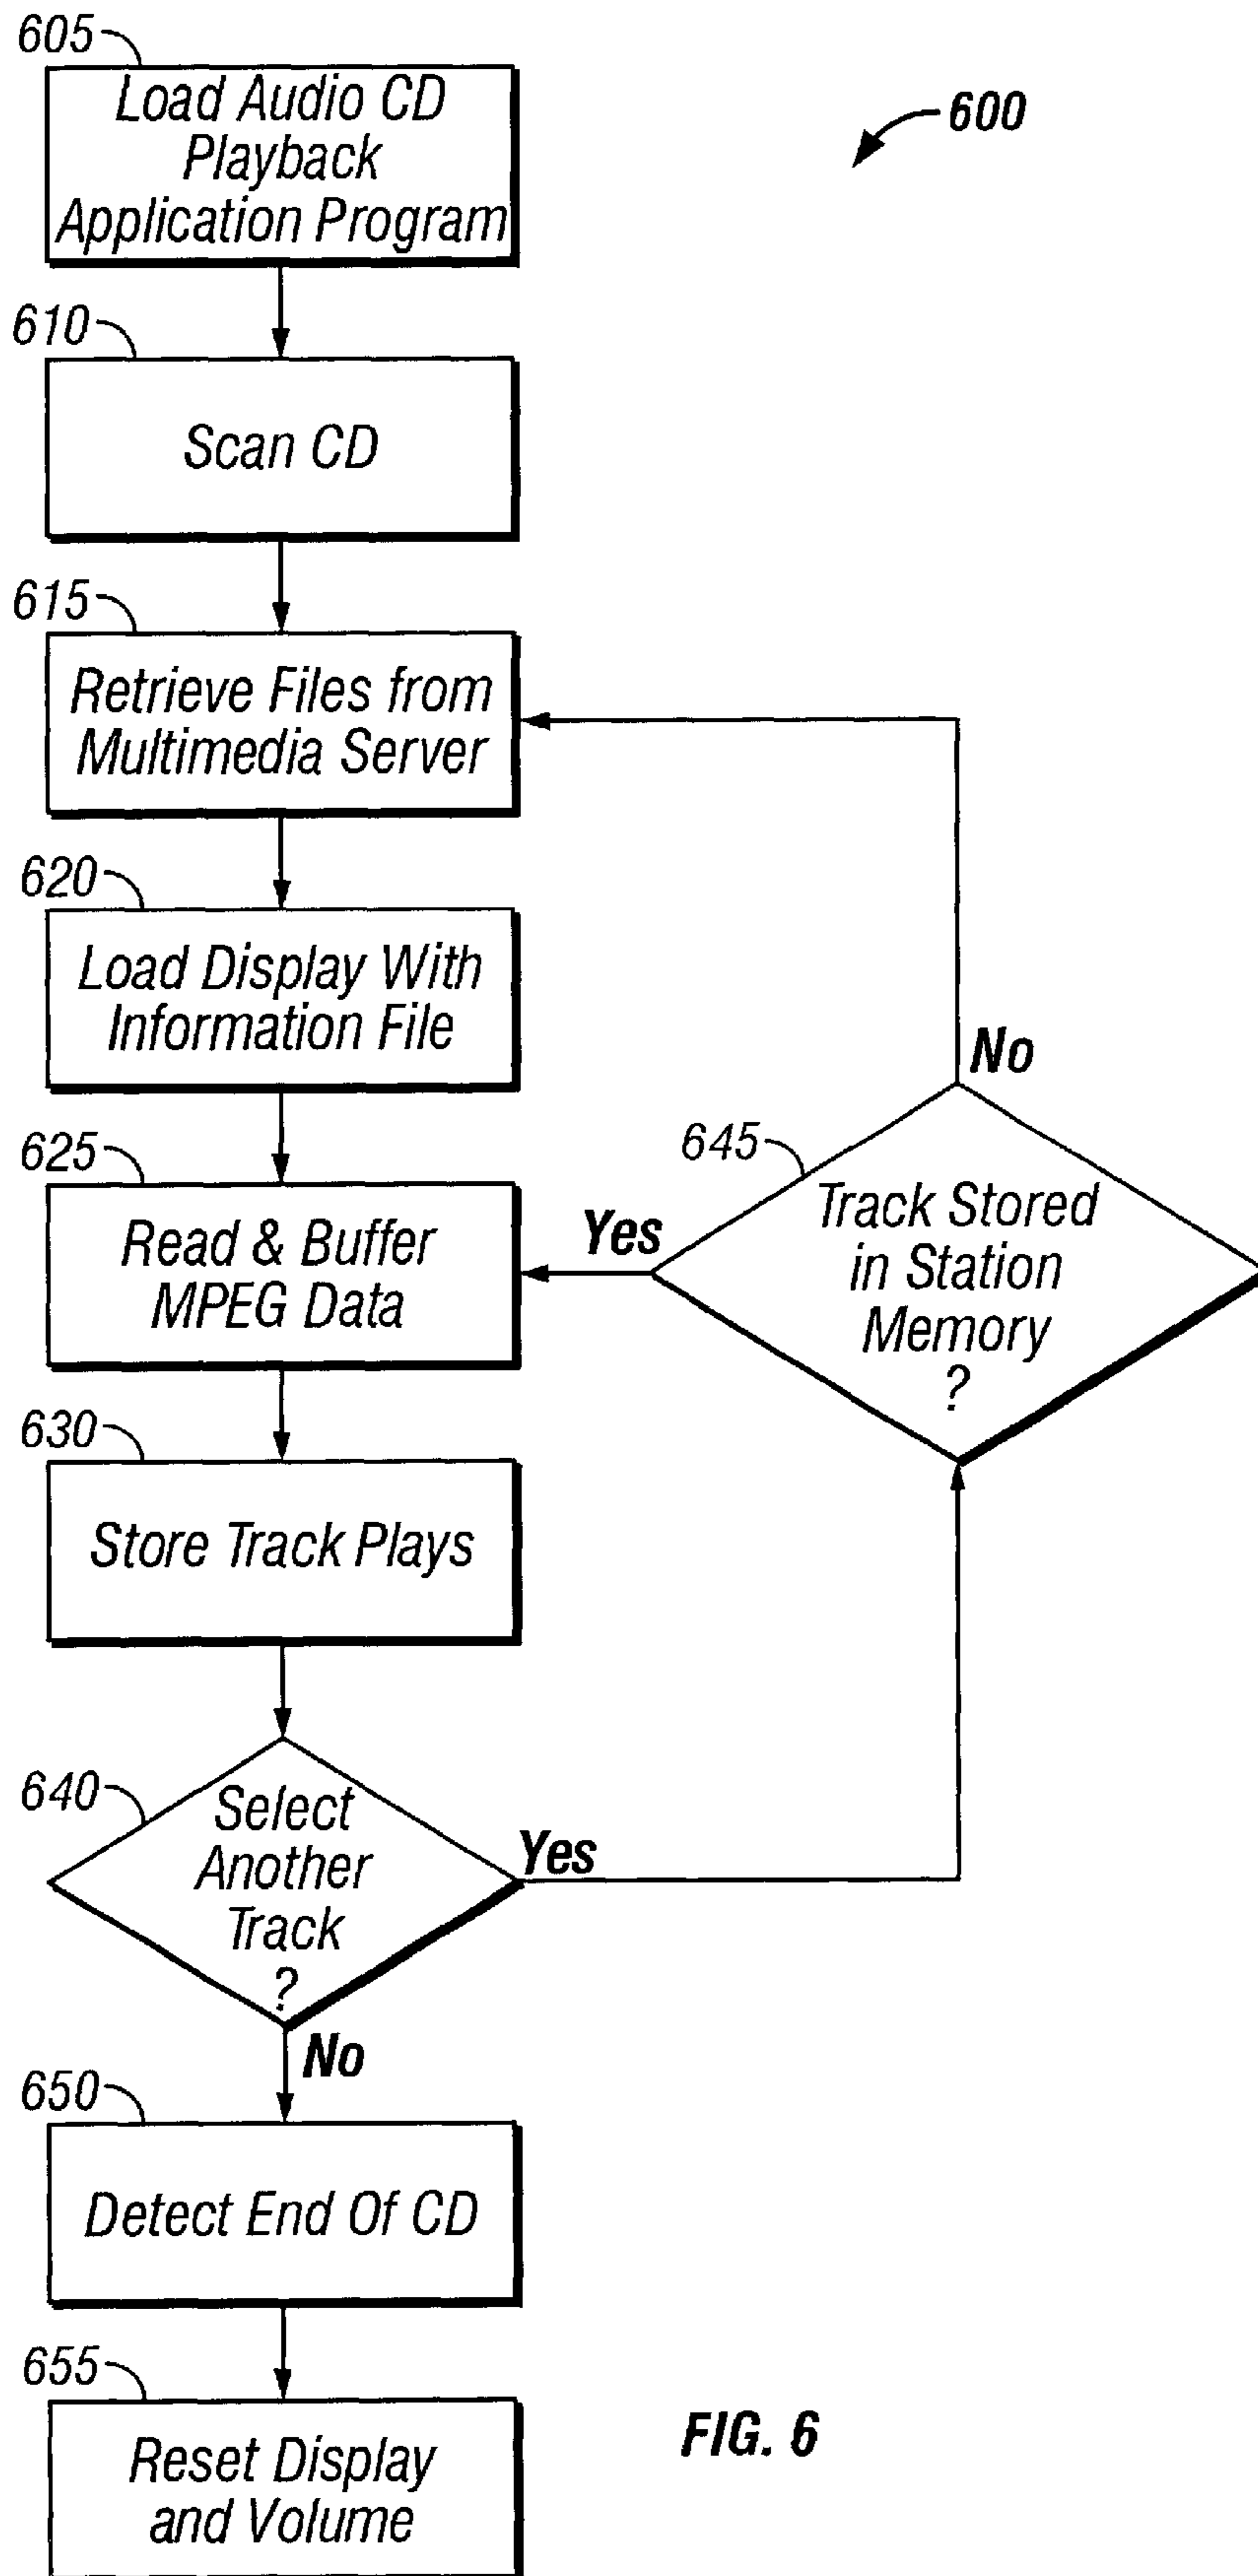 605
Load Audio CD
Playback
Application Program
600
610
Scan CD
615
Retrieve Files from
Multimedia Server
620
Load Display With
Information File
625
Read & Buffer
MPEG Data
Yes
645
Track Stored
in Station
Memory
?
No
630
Store Track Plays
640
Select
Another
Track
?
Yes
No
650
Detect End Of CD
655
Reset Display
and Volume
FIG. 6